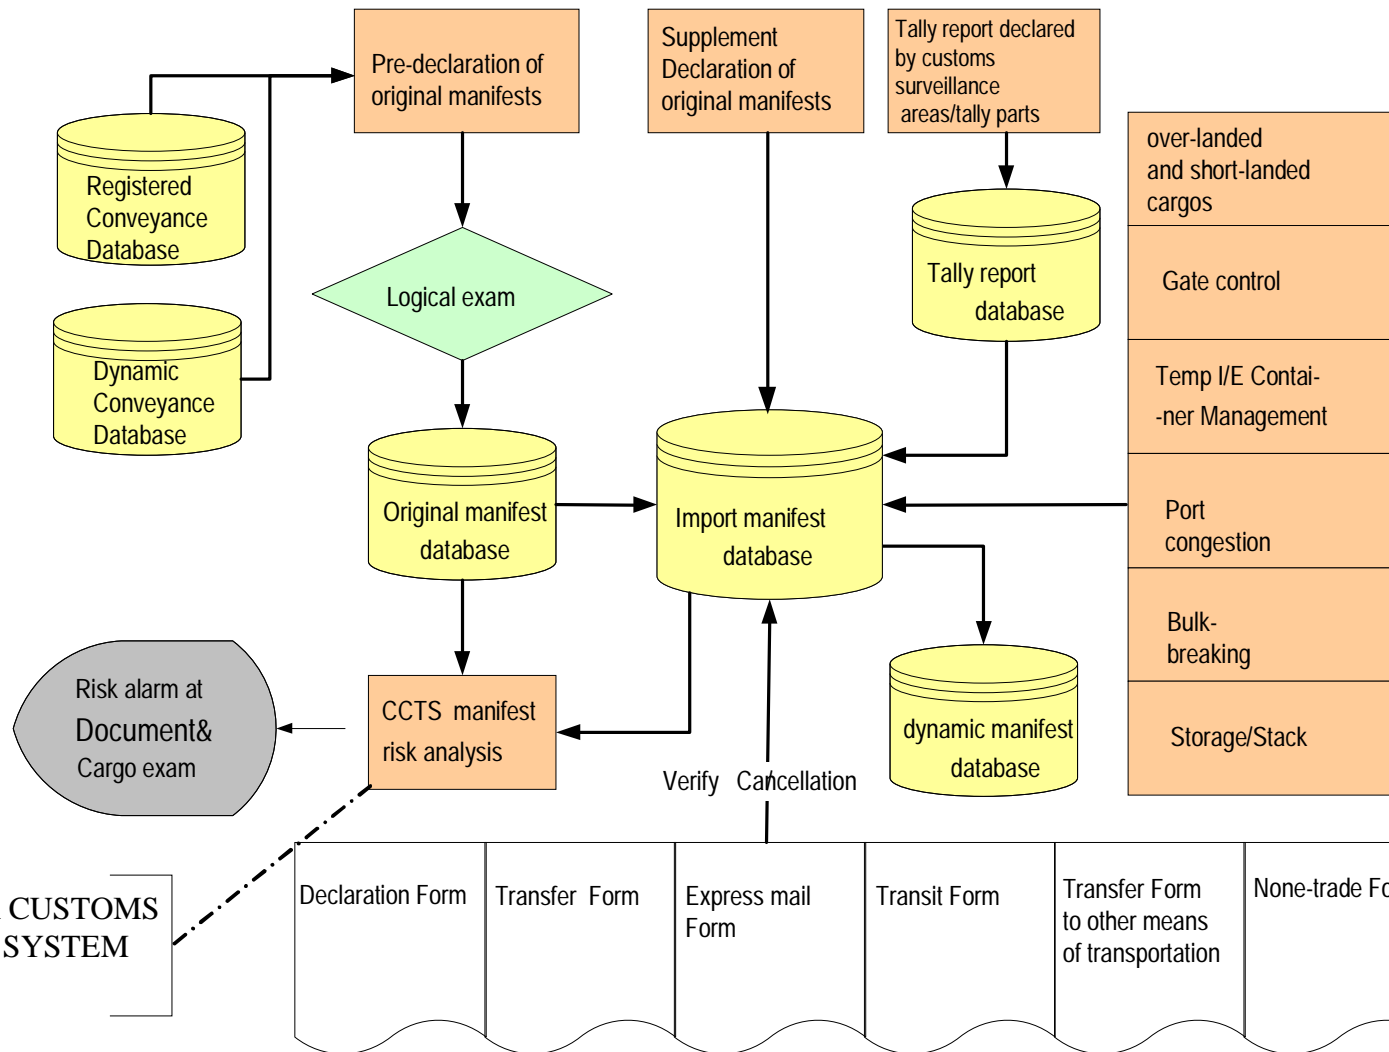 Pre-declaration of
original manifests
Supplement
Declaration of
original manifests
Tally report declared
by customs
surveillance
areas/tally parts
over-landed
and short-landed
cargos
Registered
Conveyance
Database
Tally report
database
Gate control
Logical exam
Dynamic
Conveyance
Database
Temp I/E Contai-
-ner Management
Original manifest
database
Import manifest
database
Port
congestion
Bulk-
breaking
Risk alarm at
Document&
Cargo exam
CCTS manifest
risk analysis
dynamic manifest
database
Storage/Stack
Verify Cancellation
CUSTOMS
SYSTEM
Declaration Form
Transfer Form
Express mail
Form
Transit Form
Transfer Form
to other means
of transportation
None-trade Fo